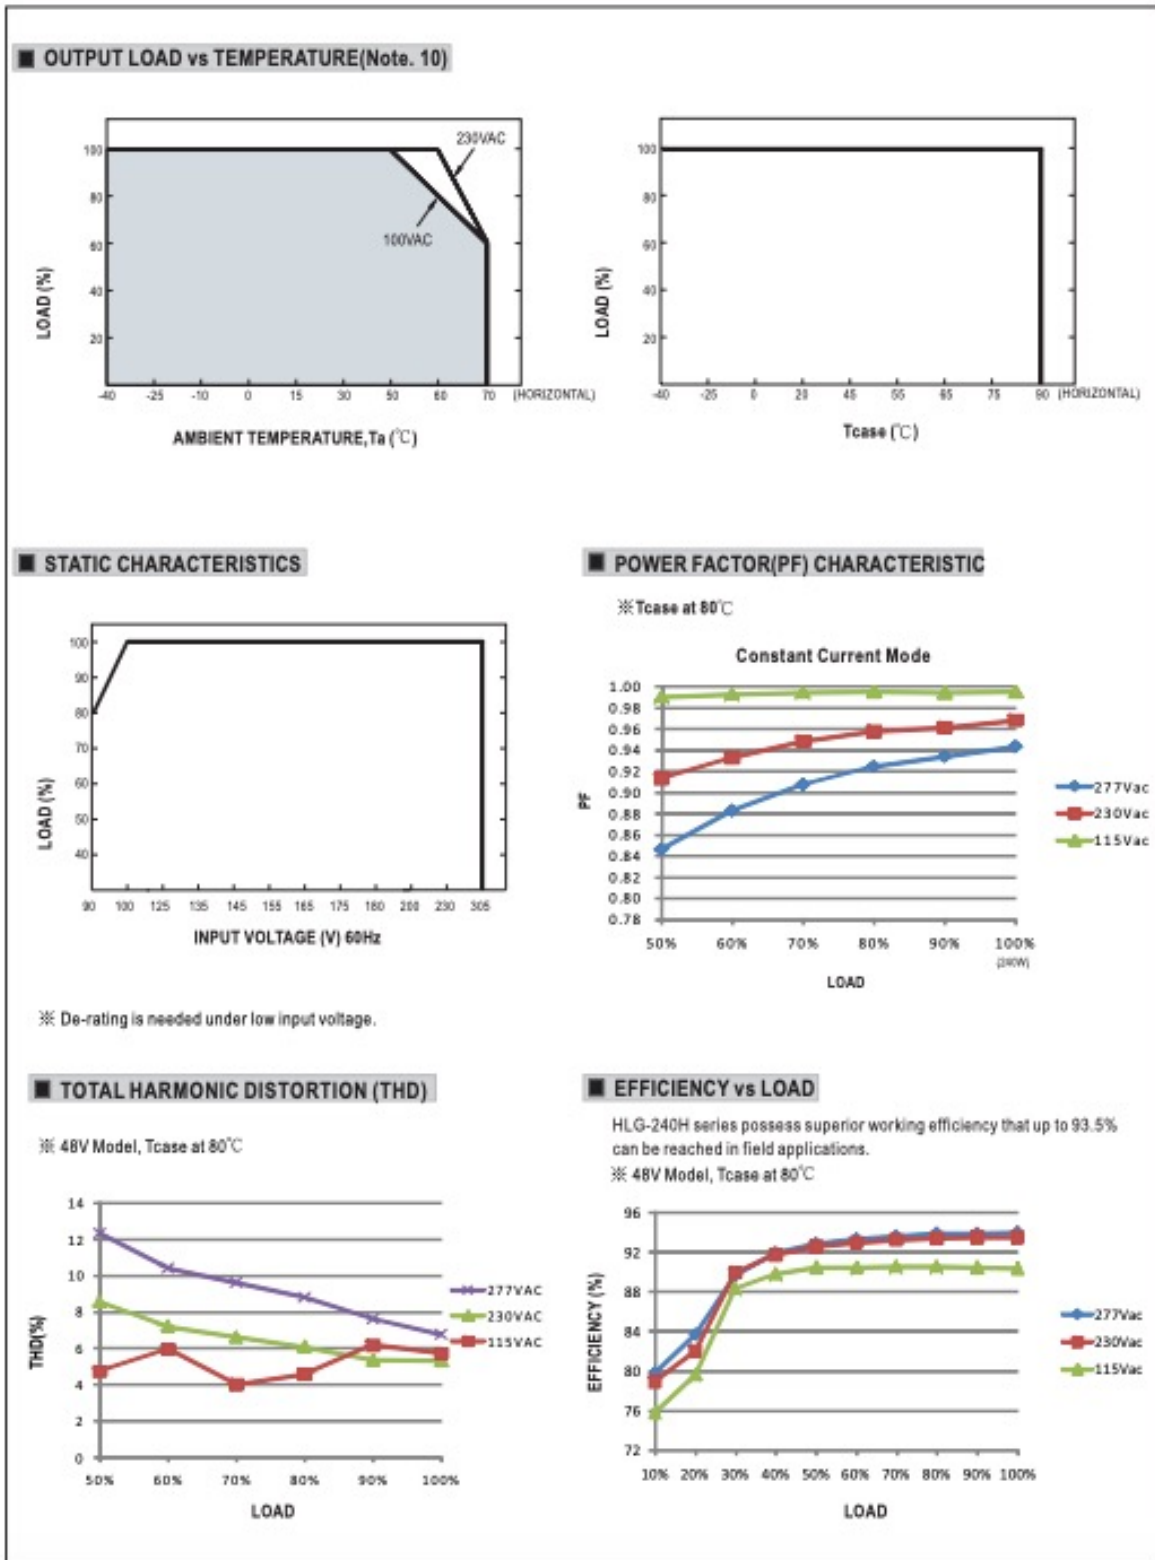 OUTPUT LOAD vs TEMPERATURE(Note. 10)
100
80
60
40
20
LOAD (%)
230VAC
100VAC
-40 -25 -10 0 15 30 50 60 70 (HORIZONTAL)
AMBIENT TEMPERATURE,Ta (℃)
100
80
60
40
20
LOAD (%)
-40 -25 0 20 45 55 65 75 90 (HORIZONTAL)
Tcase (℃)
STATIC CHARACTERISTICS
100
90
80
70
60
50
40
LOAD (%)
90 100 125 135 145 155 165 175 180 200 230 305
INPUT VOLTAGE (V) 60Hz
※ De-rating is needed under low input voltage.
POWER FACTOR(PF) CHARACTERISTIC
※Tcase at 80℃
Constant Current Mode
1.00
0.98
0.96
0.94
0.92
0.90
0.88
0.86
0.84
0.82
0.80
0.78
PF
50% 60% 70% 80% 90% 100%
(240W)
LOAD
277Vac
230Vac
115Vac
TOTAL HARMONIC DISTORTION (THD)
※ 48V Model, Tcase at 80℃
14
12
10
8
6
4
2
0
THD(%)
50% 60% 70% 80% 90% 100%
LOAD
277VAC
230VAC
115VAC
EFFICIENCY vs LOAD
HLG-240H series possess superior working efficiency that up to 93.5%
can be reached in field applications.
※ 48V Model, Tcase at 80℃
96
92
88
84
80
76
72
EFFICIENCY (%)
10% 20% 30% 40% 50% 60% 70% 80% 90% 100%
LOAD
277Vac
230Vac
115Vac